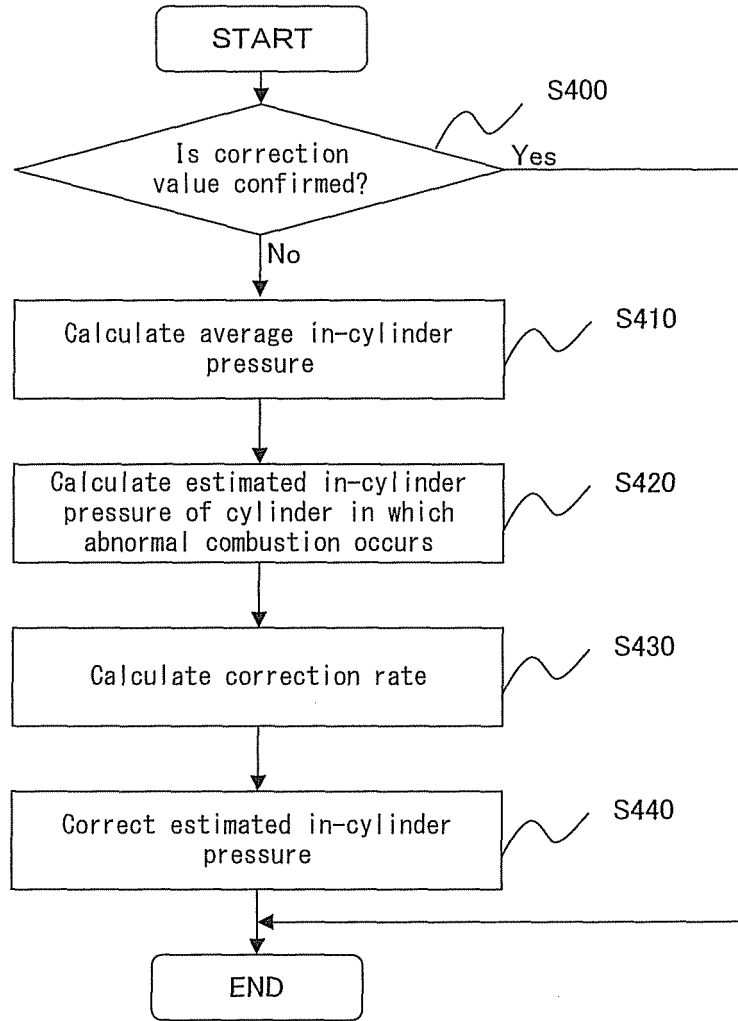 START
S400
Is correction
value confirmed?
Yes
No
Calculate average in-cylinder
pressure
S410
Calculate estimated in-cylinder
pressure of cylinder in which
abnormal combustion occurs
S420
Calculate correction rate
S430
Correct estimated in-cylinder
pressure
S440
END